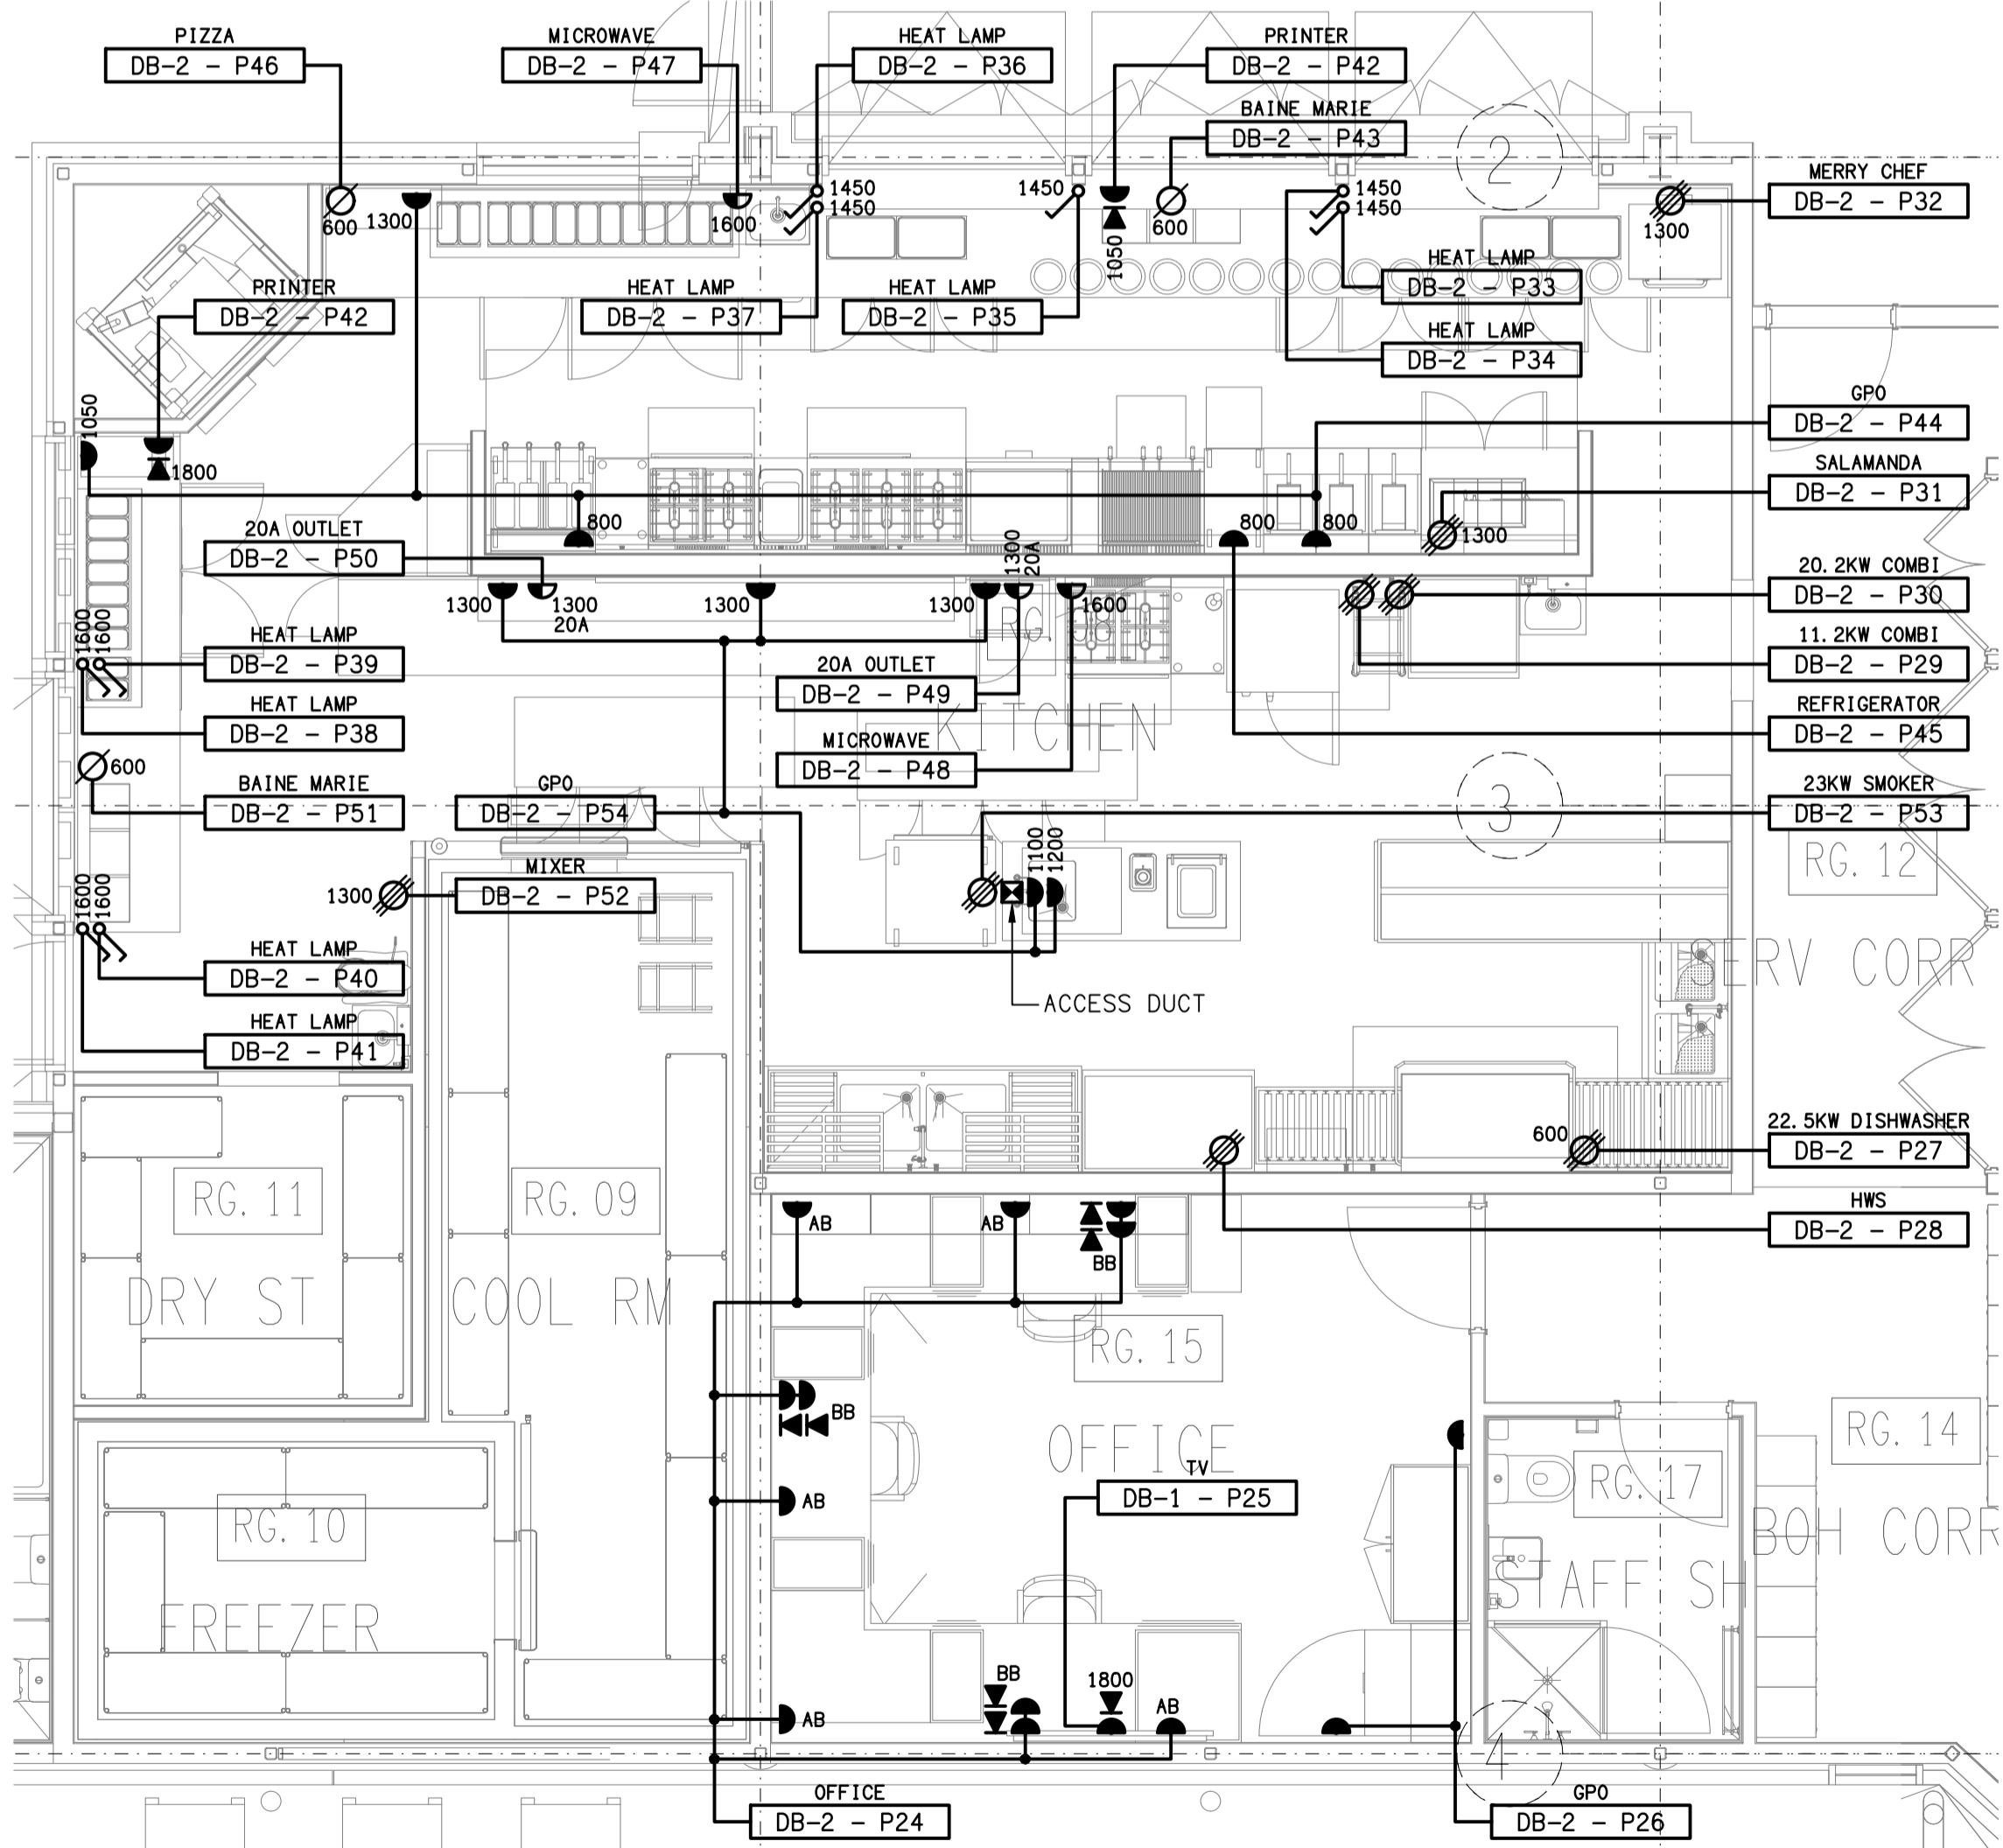 PIZZA
DB-2 - P46
MICROWAVE
DB-2 - P47
HEAT LAMP
DB-2 - P36
PRINTER
DB-2 - P42
BAINE MARIE
DB-2 - P43
2
MERRY CHEF
DB-2 - P32
600
1300
1600
1450
1450
1450
1050
600
1450
1450
1300
PRINTER
DB-2 - P42
HEAT LAMP
DB-2 - P37
HEAT LAMP
DB-2 - P35
HEAT LAMP
DB-2 - P33
HEAT LAMP
DB-2 - P34
1050
1800
GPO
DB-2 - P44
SALAMANDA
DB-2 - P31
800
800
800
1300
20A OUTLET
DB-2 - P50
1300
1300
20A
1300
1300
1300
20A
1600
20.2KW COMBI
DB-2 - P30
11.2KW COMBI
DB-2 - P29
REFRIGERATOR
DB-2 - P45
1600
1600
HEAT LAMP
DB-2 - P39
HEAT LAMP
DB-2 - P38
20A OUTLET
DB-2 - P49
KITCHEN
MICROWAVE
DB-2 - P48
600
BAINE MARIE
DB-2 - P51
GPO
DB-2 - P54
3
23KW SMOKER
DB-2 - P53
RG. 12
SERV CORR
1300
MIXER
DB-2 - P52
1100
1200
ACCESS DUCT
1600
1600
HEAT LAMP
DB-2 - P40
HEAT LAMP
DB-2 - P41
600
22.5KW DISHWASHER
DB-2 - P27
HWS
DB-2 - P28
RG. 11
DRY ST
RG. 09
COOL RM
AB
AB
BB
RG. 15
OFFICE
BB
AB
TV
DB-1 - P25
RG. 14
BOH CORR
RG. 17
STAFF SH
RG. 10
FREEZER
AB
BB
1800
AB
4
OFFICE
DB-2 - P24
GPO
DB-2 - P26